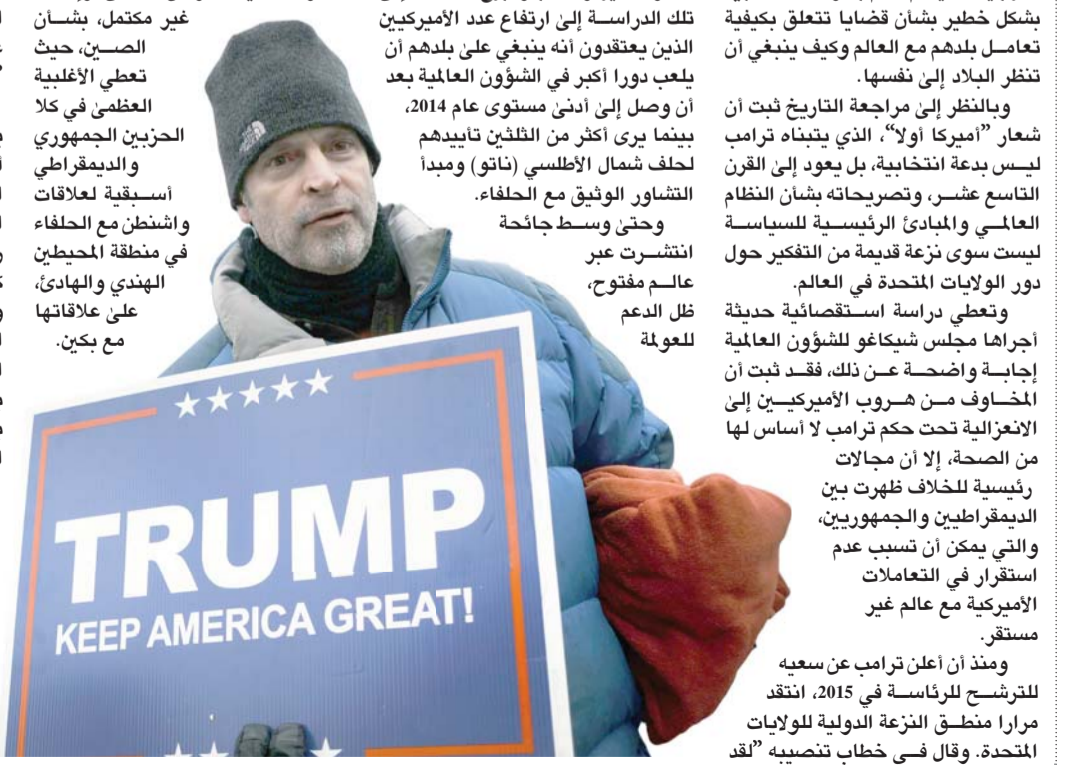 بشكل خطير بشأن قضايا تتعلق بكيفية
تعامل بلدهم مع العالم وكيف ينبغي أن
تنظر البلاد إلى نفسها.
وبالنظر إلى مراجعة التاريخ ثبت أن
شعار ”أميركا أولا“، الذي يتبناه ترامب
ليس بدعة انتخابية، بل يعود إلى القرن
التاسع عشر، وتصريحاته بشأن النظام
العالمي والمبادئ الرئيسية للسياسة
ليست سوى نزعة قديمة من التفكير حول
دور الولايات المتحدة في العالم.
وتعطي دراسة استقصائية حديثة
أجراها مجلس شيكاغو للشؤون العالمية
إجابة واضحة عن ذلك، فقد ثبت أن
المخاوف من هروب الأميركيين إلى
الانعزالية تحت حكم ترامب لا أساس لها
من الصحة، إلا أن مجالات
رئيسية للخلاف ظهرت بين
الديمقراطيين والجمهوريين،
والتي يمكن أن تسبب عدم
استقرار في التعاملات
الأميركية مع عالم غير
مستقر.
ومنذ أن أعلن ترامب عن سعيه
للترشح للرئاسة في 2015، انتقد
مرارا منطق النزعة الدولية للولايات
المتحدة. وقال في خطاب تنصيبه ”لقد
تلك الدراسة إلى ارتفاع عدد الأميركيين
الذين يعتقدون أنه ينبغي على بلدهم أن
يلعب دورا أكبر في الشؤون العالمية بعد
أن وصل إلى أدنى مستوى عام 2014،
بينما يرى أكثر من الثلثين تأييدهم
لحلف شمال الأطلسي (ناتو) ومبدأ
التشاور الوثيق مع الحلفاء.
وحتى وسط جائحة
انتشرت عبر
عالم مفتوح،
ظل الدعم
للعولمة
غير مكتمل، بشأن
الصين، حيث
تعطي الأغلبية
العظمى في كلا
الحزبين الجمهوري
والديمقراطي
أسبقية لعلاقات
واشنطن مع الحلفاء
في منطقة المحيطين
الهندي والهادئ،
على علاقاتها
مع بكين.
TRUMP
KEEP AMERICA GREAT!